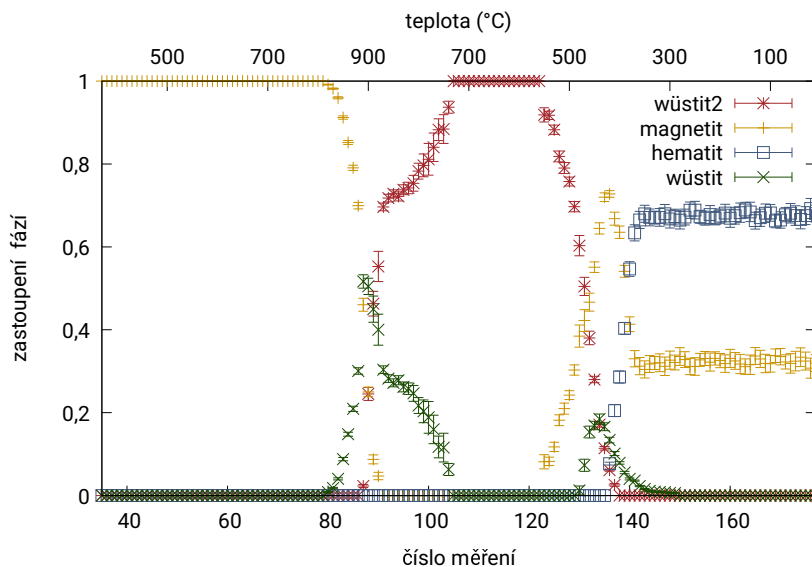 teplota (°C)
500 700 900 700 500 300 100
1
0,8
0,6
0,4
0,2
0
zastoupení fází
wüstit2
magnetit
hematit
wüstit
40 60 80 100 120 140 160
číslo měření